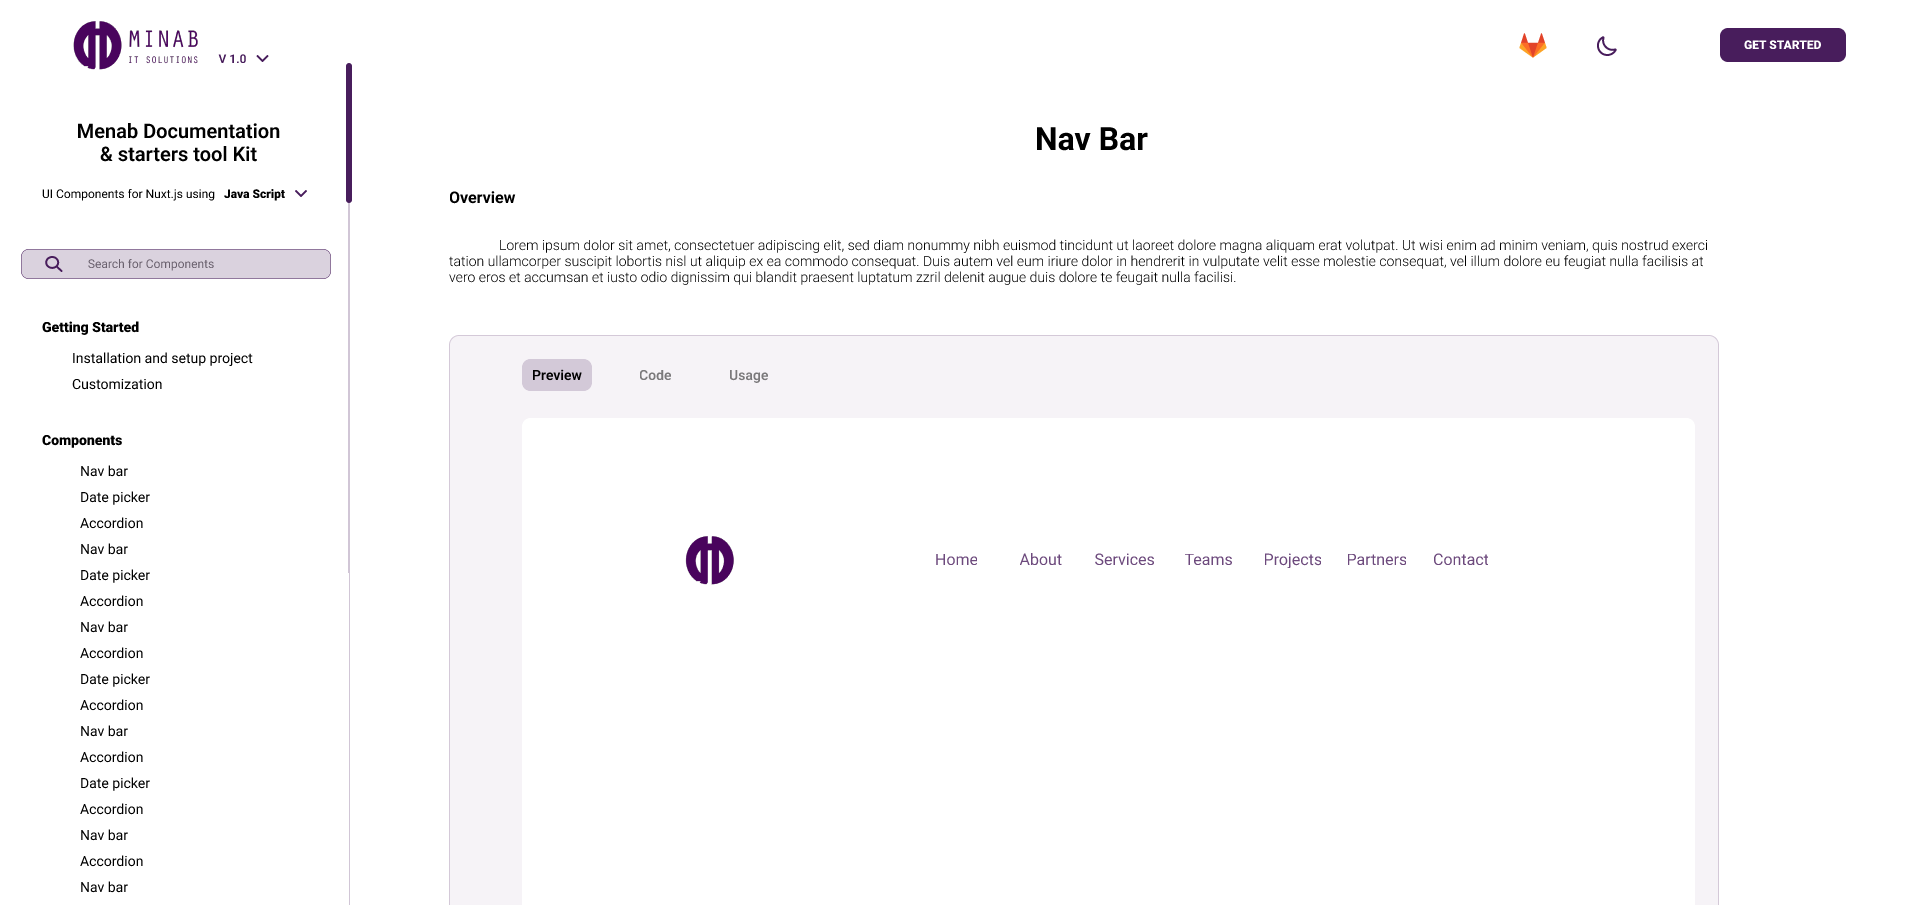 MINAB
IT SOLUTIONS
V 1.0
GET STARTED
Menab Documentation
& starters tool Kit
UI Components for Nuxt.js using Java Script
Search for Components
Getting Started
Installation and setup project
Customization
Components
Nav bar
Date picker
Accordion
Nav bar
Date picker
Accordion
Nav bar
Accordion
Date picker
Accordion
Nav bar
Accordion
Date picker
Accordion
Nav bar
Accordion
Nav bar
Nav Bar
Overview
Lorem ipsum dolor sit amet, consectetuer adipiscing elit, sed diam nonummy nibh euismod tincidunt ut laoreet dolore magna aliquam erat volutpat. Ut wisi enim ad minim veniam, quis nostrud exerci
tation ullamcorper suscipit lobortis nisl ut aliquip ex ea commodo consequat. Duis autem vel eum iriure dolor in hendrerit in vulputate velit esse molestie consequat, vel illum dolore eu feugiat nulla facilisis at
vero eros et accumsan et iusto odio dignissim qui blandit praesent luptatum zzril delenit augue duis dolore te feugait nulla facilisi.
Preview Code Usage
Home About Services Teams Projects Partners Contact